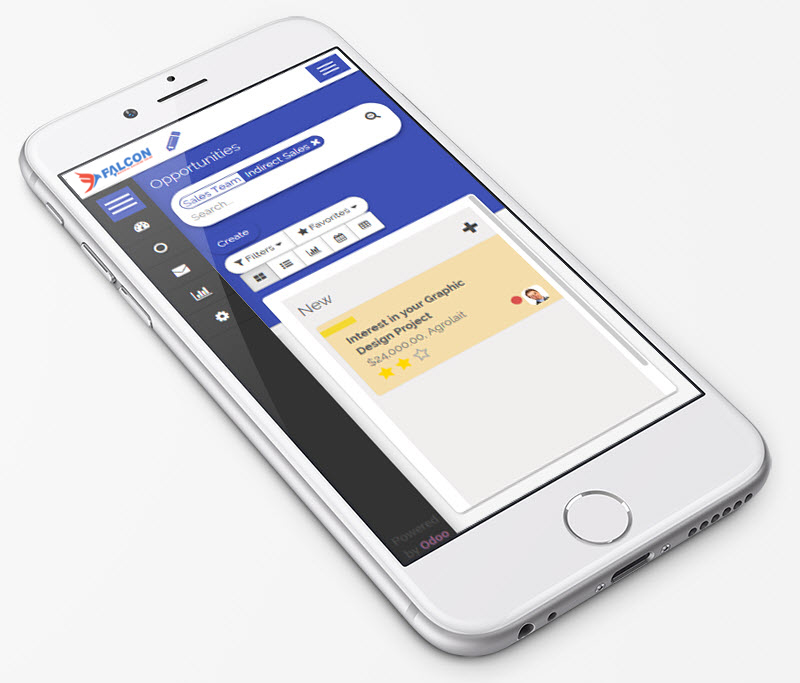 FALCON
Opportunities
Sales Team Indirect Sales
Search...
Create
Filters Favorites
New
Interest in your Graphic
Design Project
$24,000.00, Agrolait
Powered
by Odoo